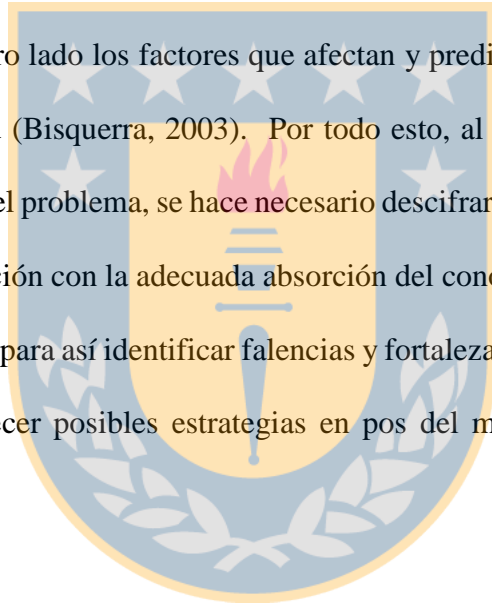 ro lado los factores que afectan y predi
(Bisquerra, 2003). Por todo esto, al
el problema, se hace necesario descifrar
ción con la adecuada absorción del cono
para así identificar falencias y fortaleza
cer posibles estrategias en pos del m